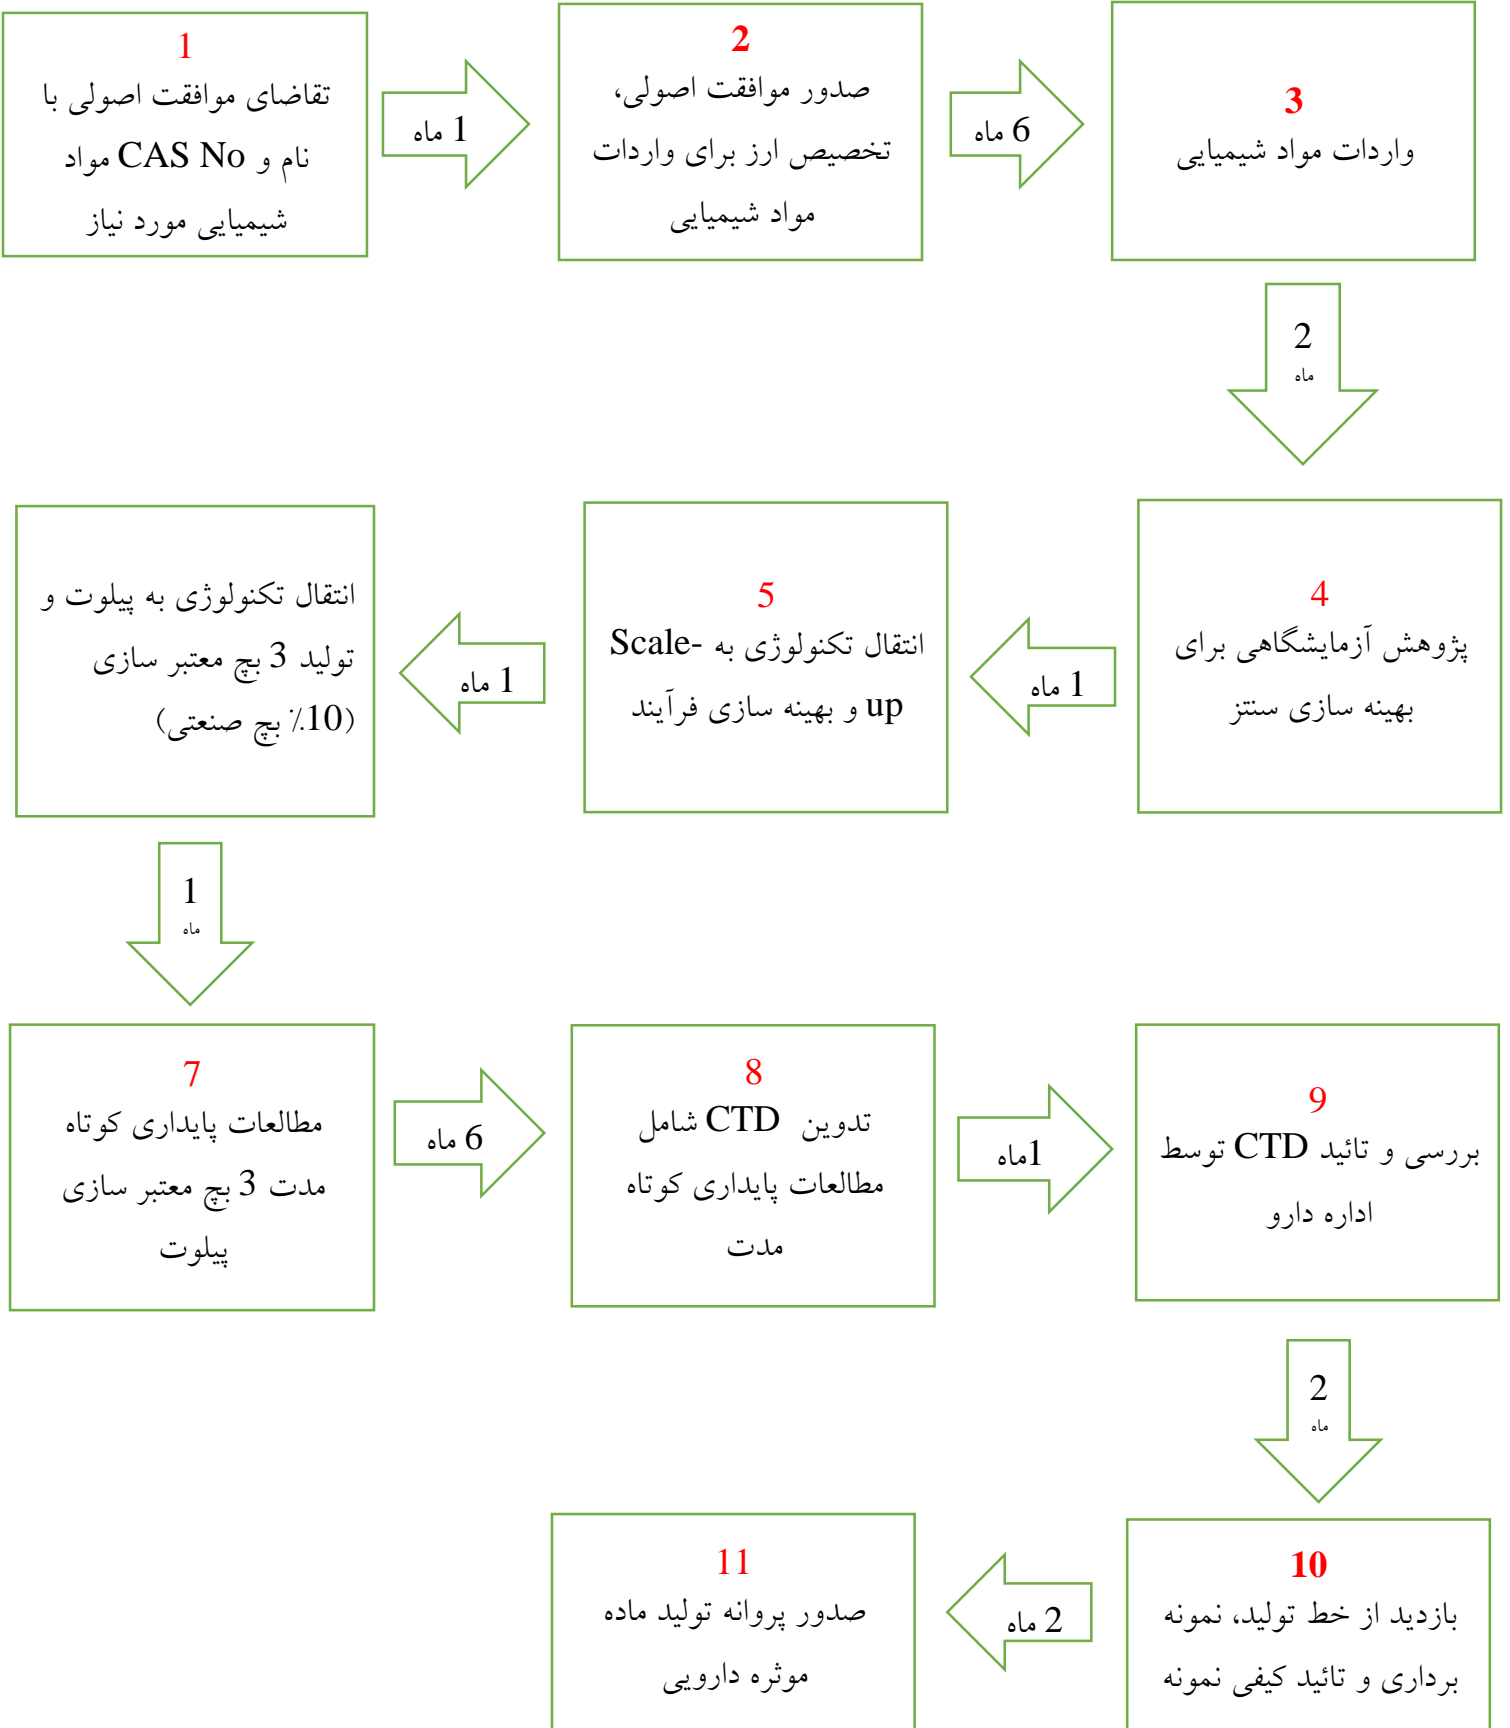 1
تقاضای موافقت اصولی با
نام و CAS No مواد
شیمیایی مورد نیاز
1 ماه
2
صدور موافقت اصولی،
تخصیص ارز برای واردات
مواد شیمیایی
6 ماه
3
واردات مواد شیمیایی
2
ماه
4
پژوهش آزمایشگاهی برای
بهینه سازی سنتز
1 ماه
5
انتقال تکنولوژی به Scale-
up و بهینه سازی فرآیند
1 ماه
انتقال تکنولوژی به پیلوت و
تولید 3 بچ معتبر سازی
(10٪ بچ صنعتی)
1
ماه
7
مطالعات پایداری کوتاه
مدت 3 بچ معتبر سازی
پیلوت
6 ماه
8
تدوین CTD شامل
مطالعات پایداری کوتاه
مدت
1ماه
9
بررسی و تائید CTD توسط
اداره دارو
2
ماه
10
بازدید از خط تولید، نمونه
برداری و تائید کیفی نمونه
2 ماه
11
صدور پروانه تولید ماده
موثره دارویی